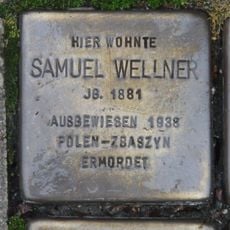 HIER WOHNTE
SAMUEL WELLNER
JG. 1881
AUSGEWIESEN 1938
POLEN-ZBASZYN
ERMORDET